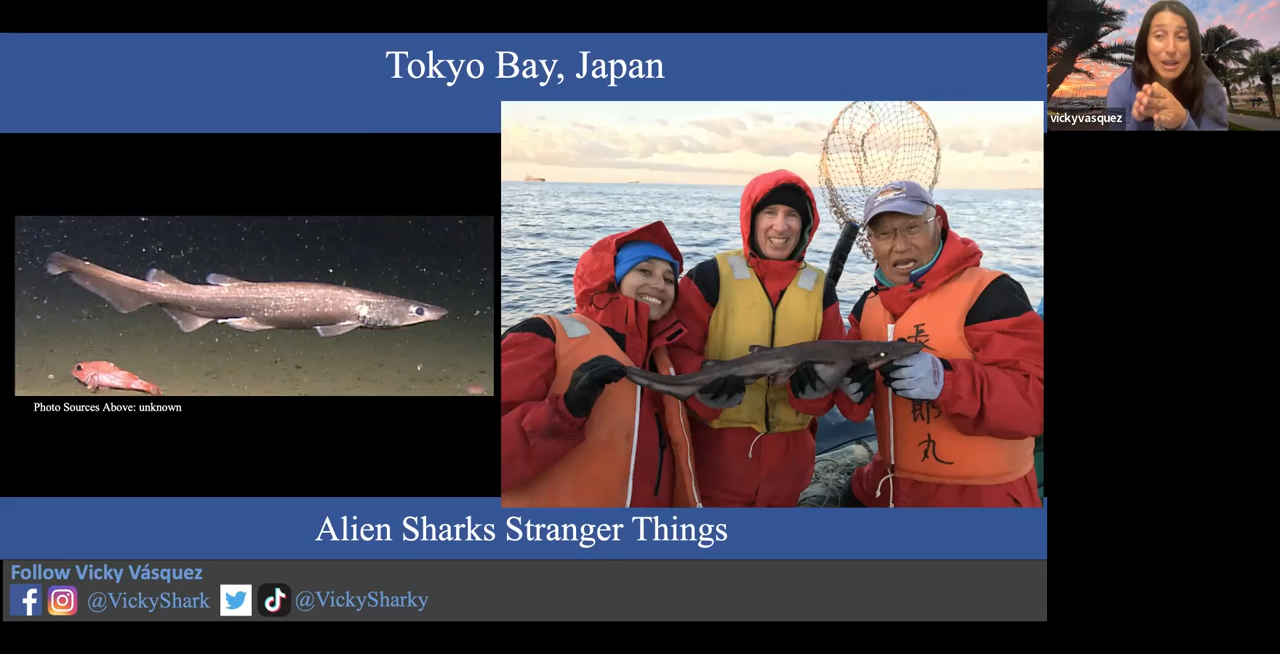 Tokyo Bay, Japan
vickyvasquez
Photo Sources Above: unknown
長
郎
丸
Alien Sharks Stranger Things
Follow Vicky Vásquez
@VickyShark
@VickySharky